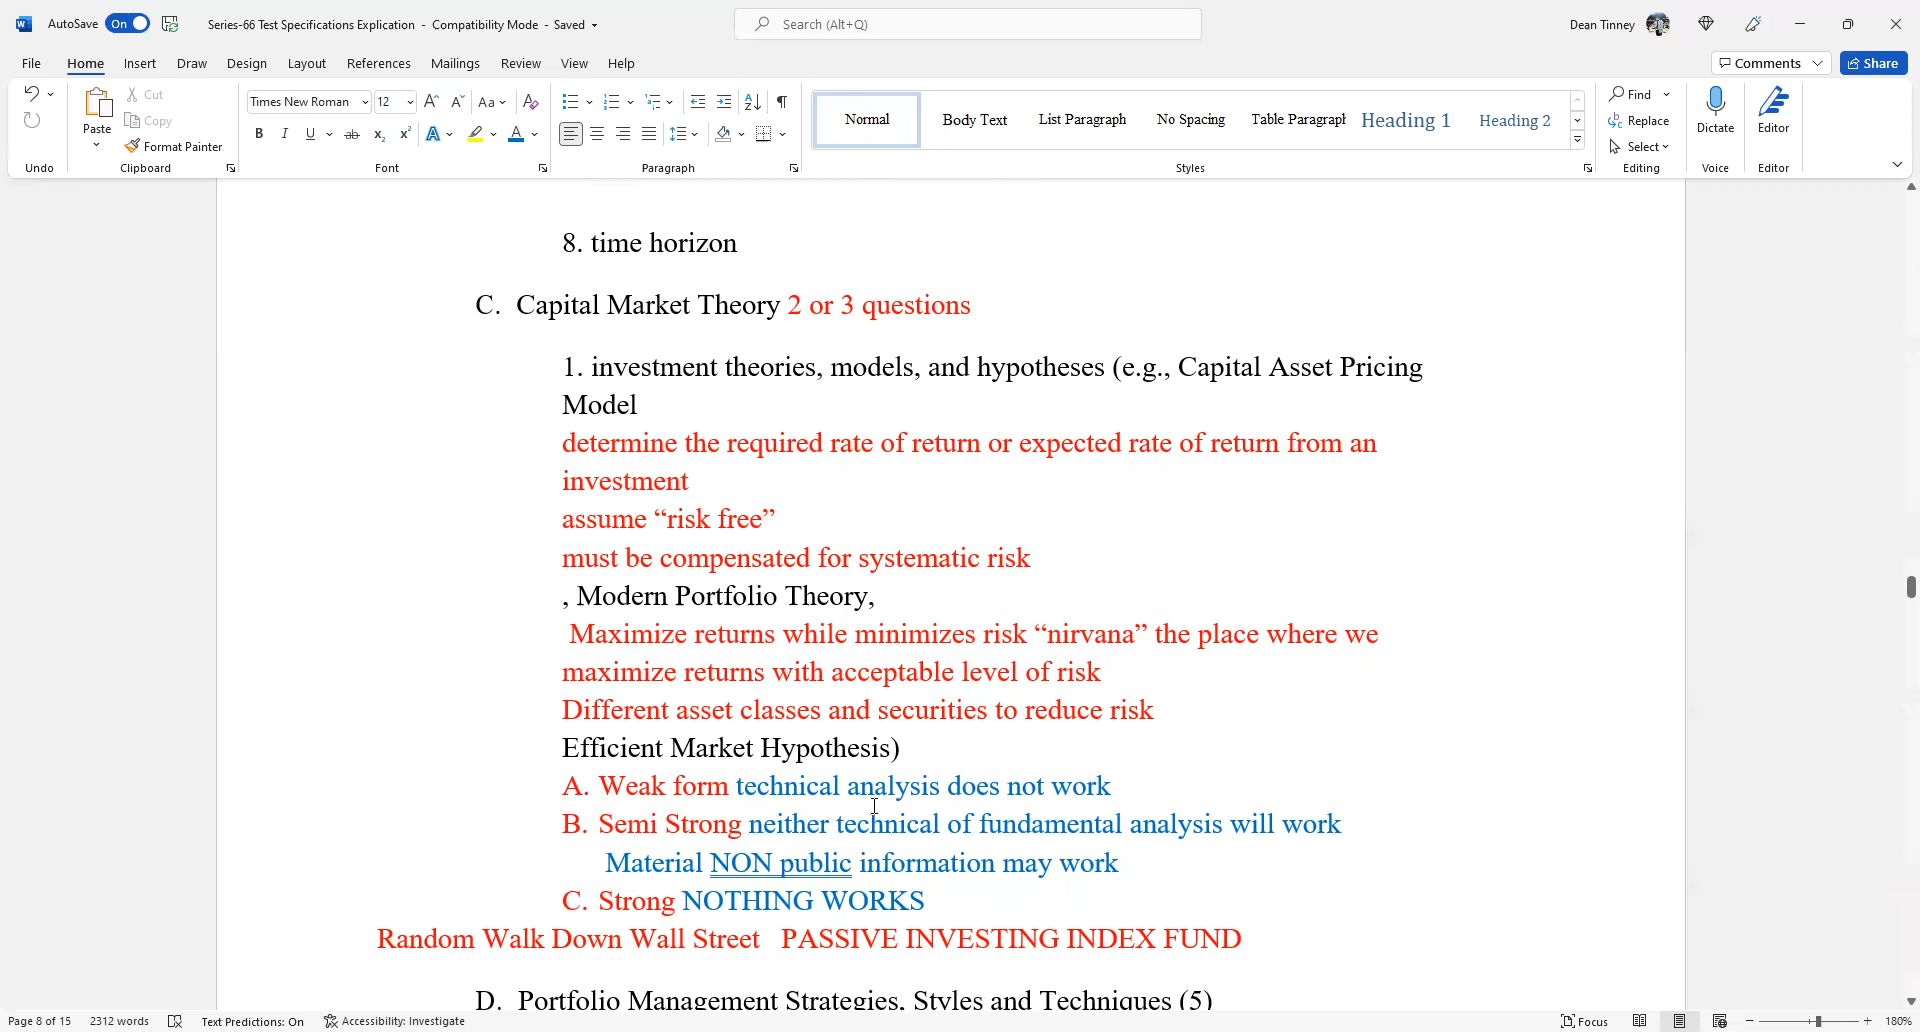 AutoSave On Series-66 Test Specifications Explication - Compatibility Mode - Saved Search (Alt+Q) Dean Tinney
File Home Insert Draw Design Layout References Mailings Review View Help Comments Share
Times New Roman 12 Aa
Paste Cut Copy Format Painter
B I U ab x₂ x² A A
Normal Body Text List Paragraph No Spacing Table Paragraph Heading 1 Heading 2
Find Replace Select Dictate Editor
Undo Clipboard Font Paragraph Styles Editing Voice Editor
8. time horizon
C. Capital Market Theory 2 or 3 questions
1. investment theories, models, and hypotheses (e.g., Capital Asset Pricing
Model
determine the required rate of return or expected rate of return from an
investment
assume “risk free”
must be compensated for systematic risk
, Modern Portfolio Theory,
Maximize returns while minimizes risk “nirvana” the place where we
maximize returns with acceptable level of risk
Different asset classes and securities to reduce risk
Efficient Market Hypothesis)
A. Weak form technical analysis does not work
B. Semi Strong neither technical of fundamental analysis will work
Material NON public information may work
C. Strong NOTHING WORKS
Random Walk Down Wall Street PASSIVE INVESTING INDEX FUND
D. Portfolio Management Strategies, Styles and Techniques (5)
Page 8 of 15 2312 words Text Predictions: On Accessibility: Investigate Focus 180%